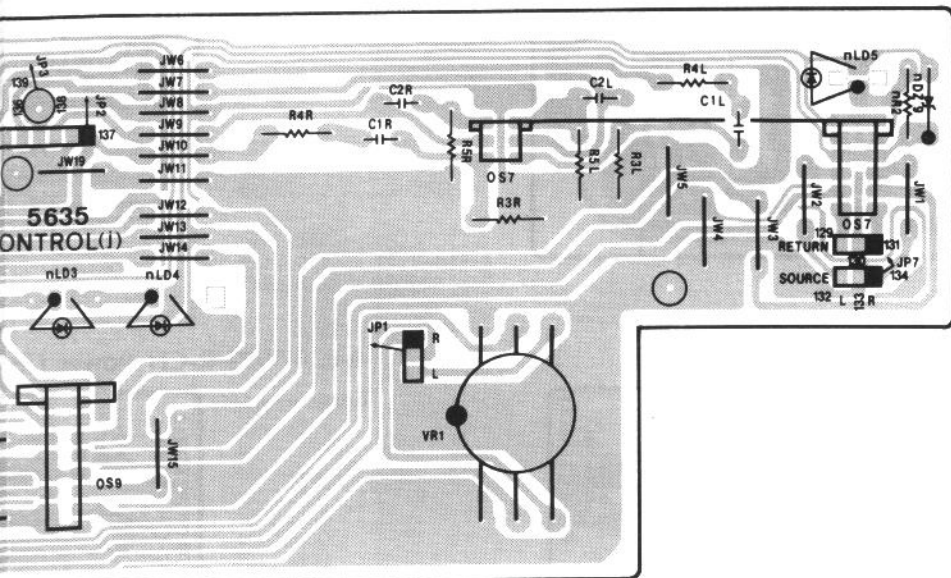 JP3
139
136
138
JP2
137
JW19
JW6
JW7
JW8
JW9
JW10
JW11
JW12
JW13
JW14
5635
ONTROL(I)
nLD3
nLD4
R4R
C1R
C2R
R5R
OS7
R3R
C2L
R5L
R3L
R4L
C1L
JW5
JW4
JW3
JW2
JW1
nLD5
nR2
OS7
129
131
RETURN
JP7
SOURCE
134
132 L 133 R
JP1
R
L
VR1
JW15
OS9